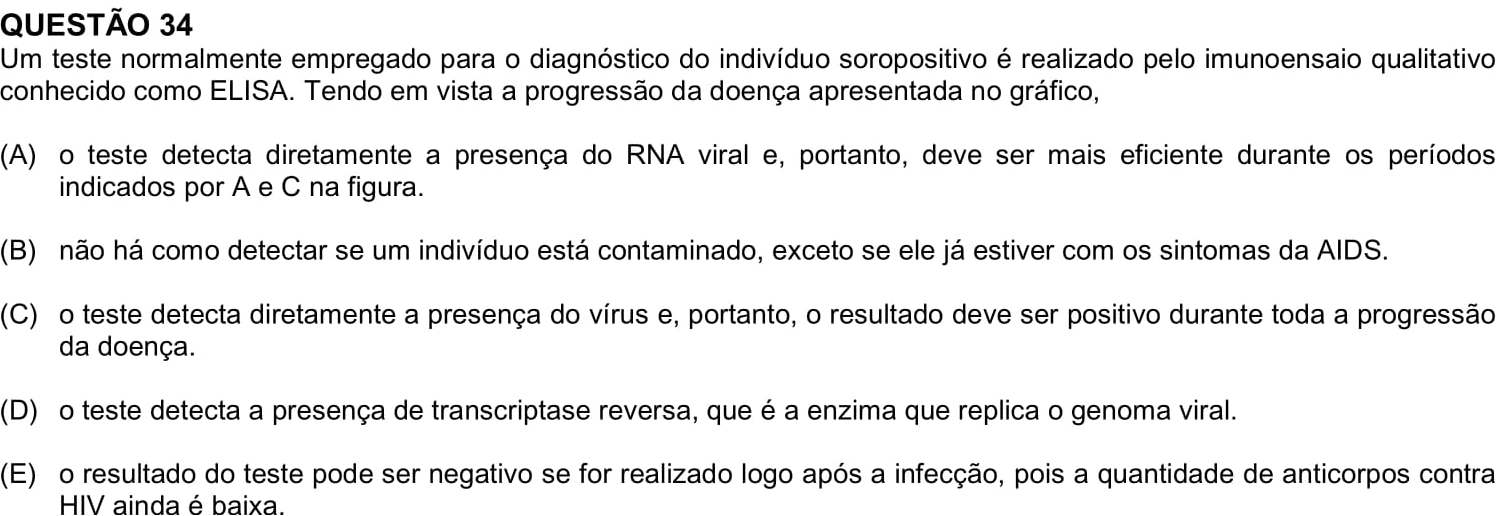 QUESTÃO 34
Um teste normalmente empregado para o diagnóstico do indivíduo soropositivo é realizado pelo imunoensaio qualitativo
conhecido como ELISA. Tendo em vista a progressão da doença apresentada no gráfico,
(A) o teste detecta diretamente a presença do RNA viral e, portanto, deve ser mais eficiente durante os períodos
indicados por A e C na figura.
(B) não há como detectar se um indivíduo está contaminado, exceto se ele já estiver com os sintomas da AIDS.
(C) o teste detecta diretamente a presença do vírus e, portanto, o resultado deve ser positivo durante toda a progressão
da doença.
(D) o teste detecta a presença de transcriptase reversa, que é a enzima que replica o genoma viral.
(E) o resultado do teste pode ser negativo se for realizado logo após a infecção, pois a quantidade de anticorpos contra
HIV ainda é baixa.